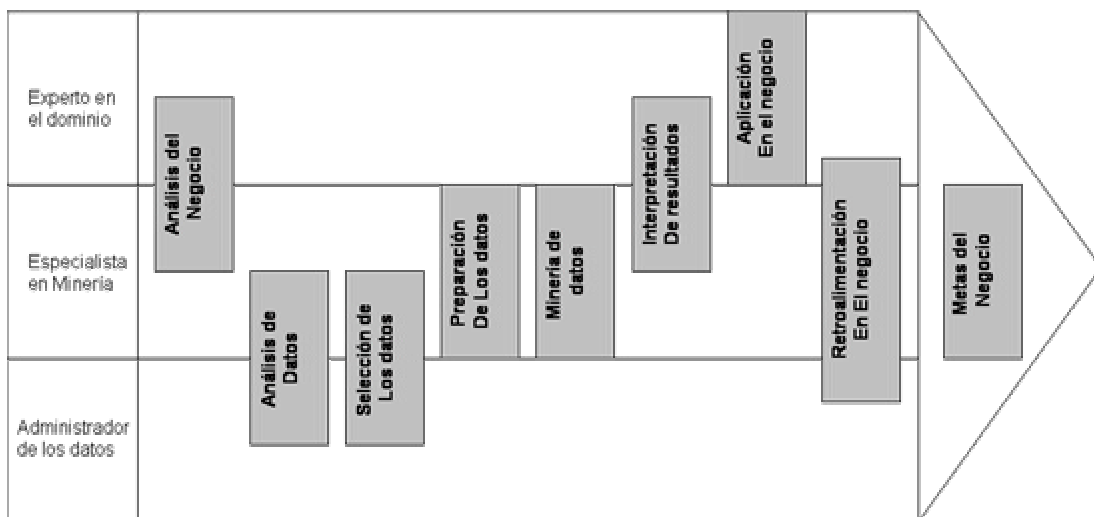 Experto en
el dominio
Especialista
en Minería
Administrador
de los datos
Análisis del
Negocio
Análisis de
Datos
Selección de
Los datos
Preparación
De Los datos
Minería de
datos
Interpretación
De resultados
Aplicación
En el negocio
Retroalimentación
En El negocio
Metas del
Negocio